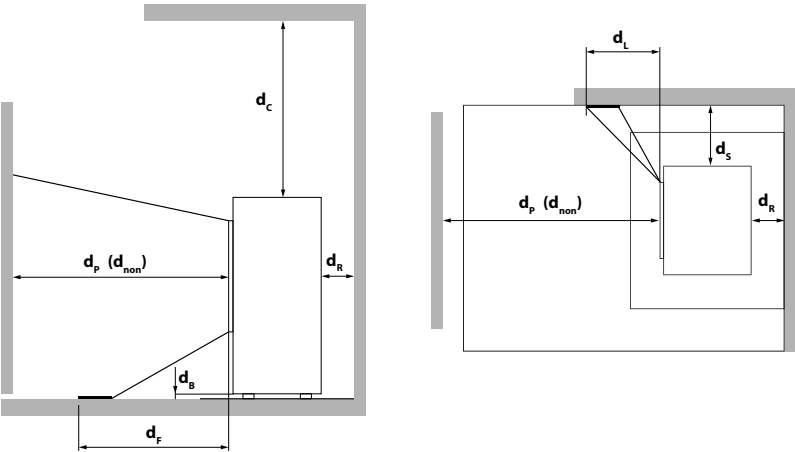 d_C
d_P (d_non)
d_R
d_B
d_F
d_L
d_S
d_P (d_non)
d_R